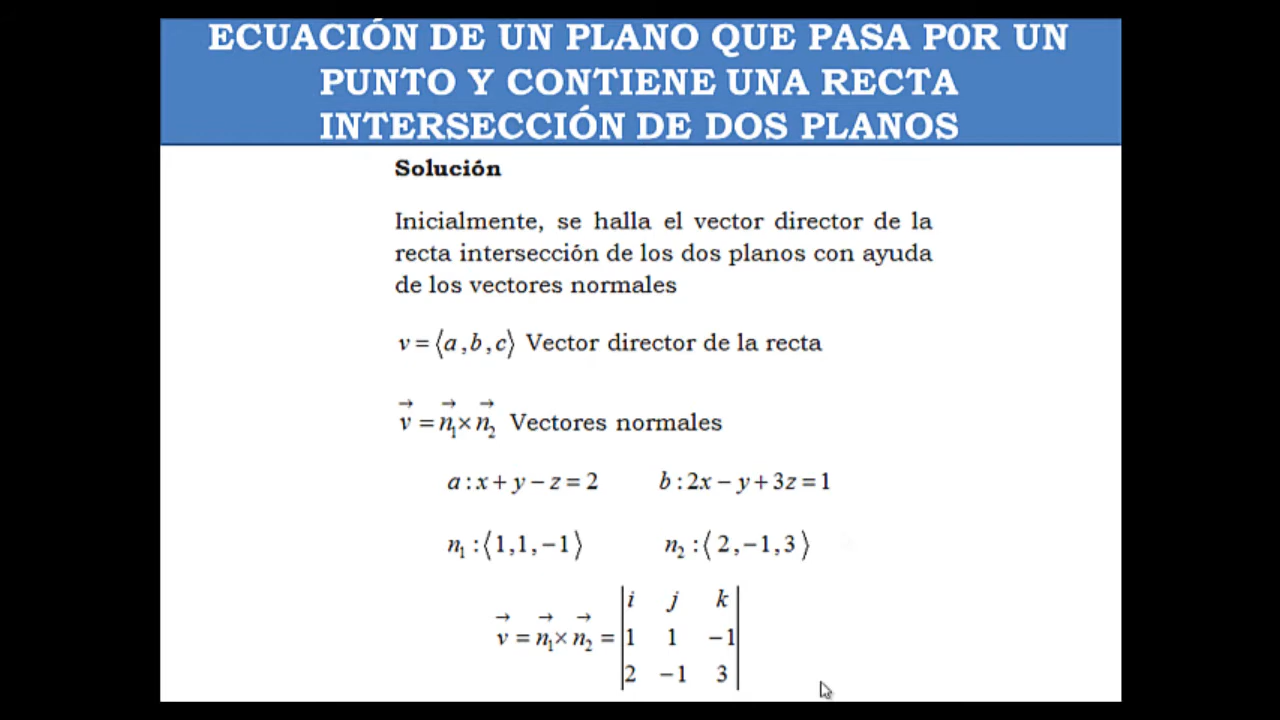 ECUACIÓN DE UN PLANO QUE PASA POR UN
PUNTO Y CONTIENE UNA RECTA
INTERSECCIÓN DE DOS PLANOS
Solución
Inicialmente, se halla el vector director de la
recta intersección de los dos planos con ayuda
de los vectores normales
v = ⟨a,b,c⟩ Vector director de la recta
v⃗ = n⃗₁× n⃗₂ Vectores normales
a : x + y − z = 2 b : 2x − y + 3z = 1
n₁ : ⟨1,1,−1⟩ n₂ : ⟨2,−1,3⟩
i j k
v⃗ = n⃗₁× n⃗₂ = 1 1 −1
2 −1 3